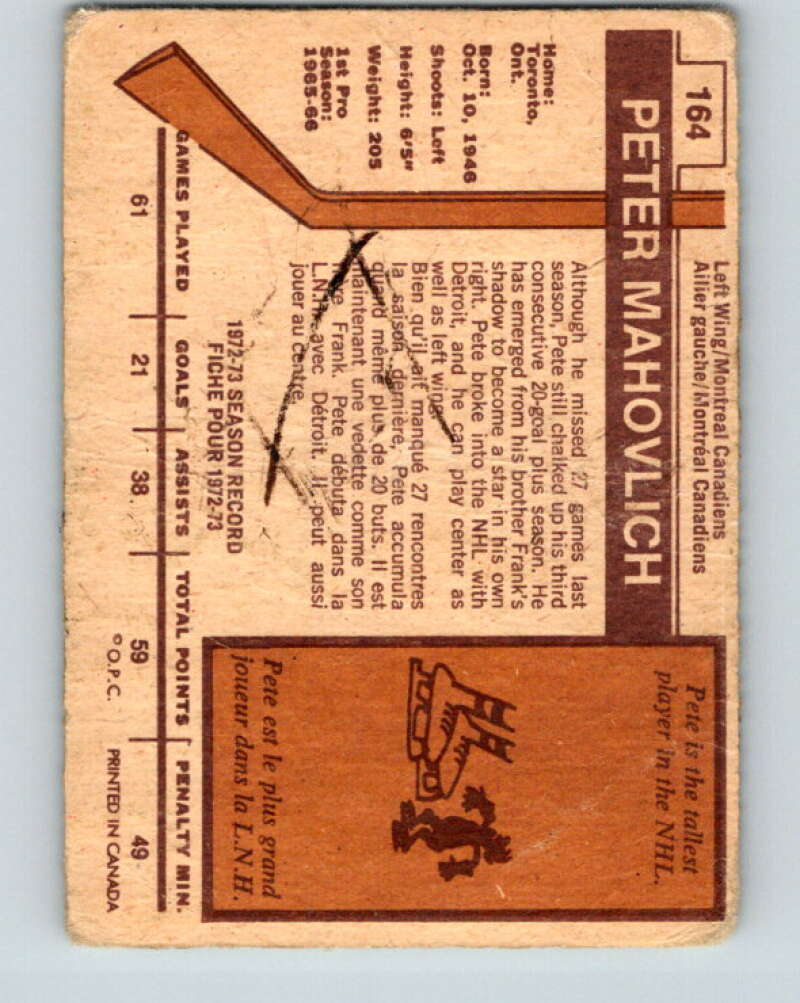 164
PETER MAHOVLICH
Left Wing/Montreal Canadiens
Ailier gauche/Montréal Canadiens
Home:
Toronto,
Ont.
Born:
Oct. 10, 1946
Shoots: Left
Height: 6'5"
Weight: 205
1st Pro
Season:
1965-66
Although he missed 27 games last
season, Pete still chalked up his third
consecutive 20-goal plus season. He
has emerged from his brother Frank's
shadow to become a star in his own
right. Pete broke into the NHL with
Detroit, and he can play center as
well as left wing.
Bien qu'il ait manqué 27 rencontres
la saison dernière, Pete accumula
quand même plus de 20 buts. Il est
maintenant une vedette comme son
frère Frank. Pete débuta dans la
L.N.H. avec Détroit. Il peut aussi
jouer au centre.
Pete is the tallest
player in the NHL.
Pete est le plus grand
joueur dans la L.N.H.
1972-73 SEASON RECORD
FICHE POUR 1972-73
GAMES PLAYED GOALS ASSISTS TOTAL POINTS PENALTY MIN.
61 21 38 59 49
© O.P.C. PRINTED IN CANADA